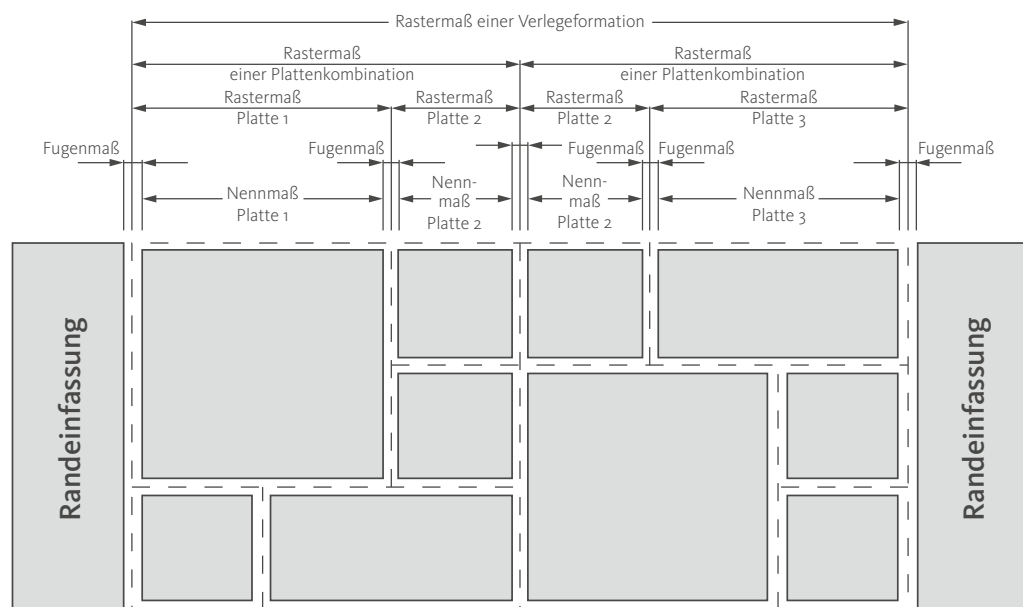 Rastermaß einer Verlegeformation
Rastermaß
einer Plattenkombination
Rastermaß
einer Plattenkombination
Rastermaß
Platte 1
Rastermaß
Platte 2
Rastermaß
Platte 2
Rastermaß
Platte 3
Fugenmaß
Fugenmaß
Fugenmaß
Fugenmaß
Fugenmaß
Nennmaß
Platte 1
Nenn-
maß
Platte 2
Nenn-
maß
Platte 2
Nennmaß
Platte 3
Randeinfassung
Randeinfassung